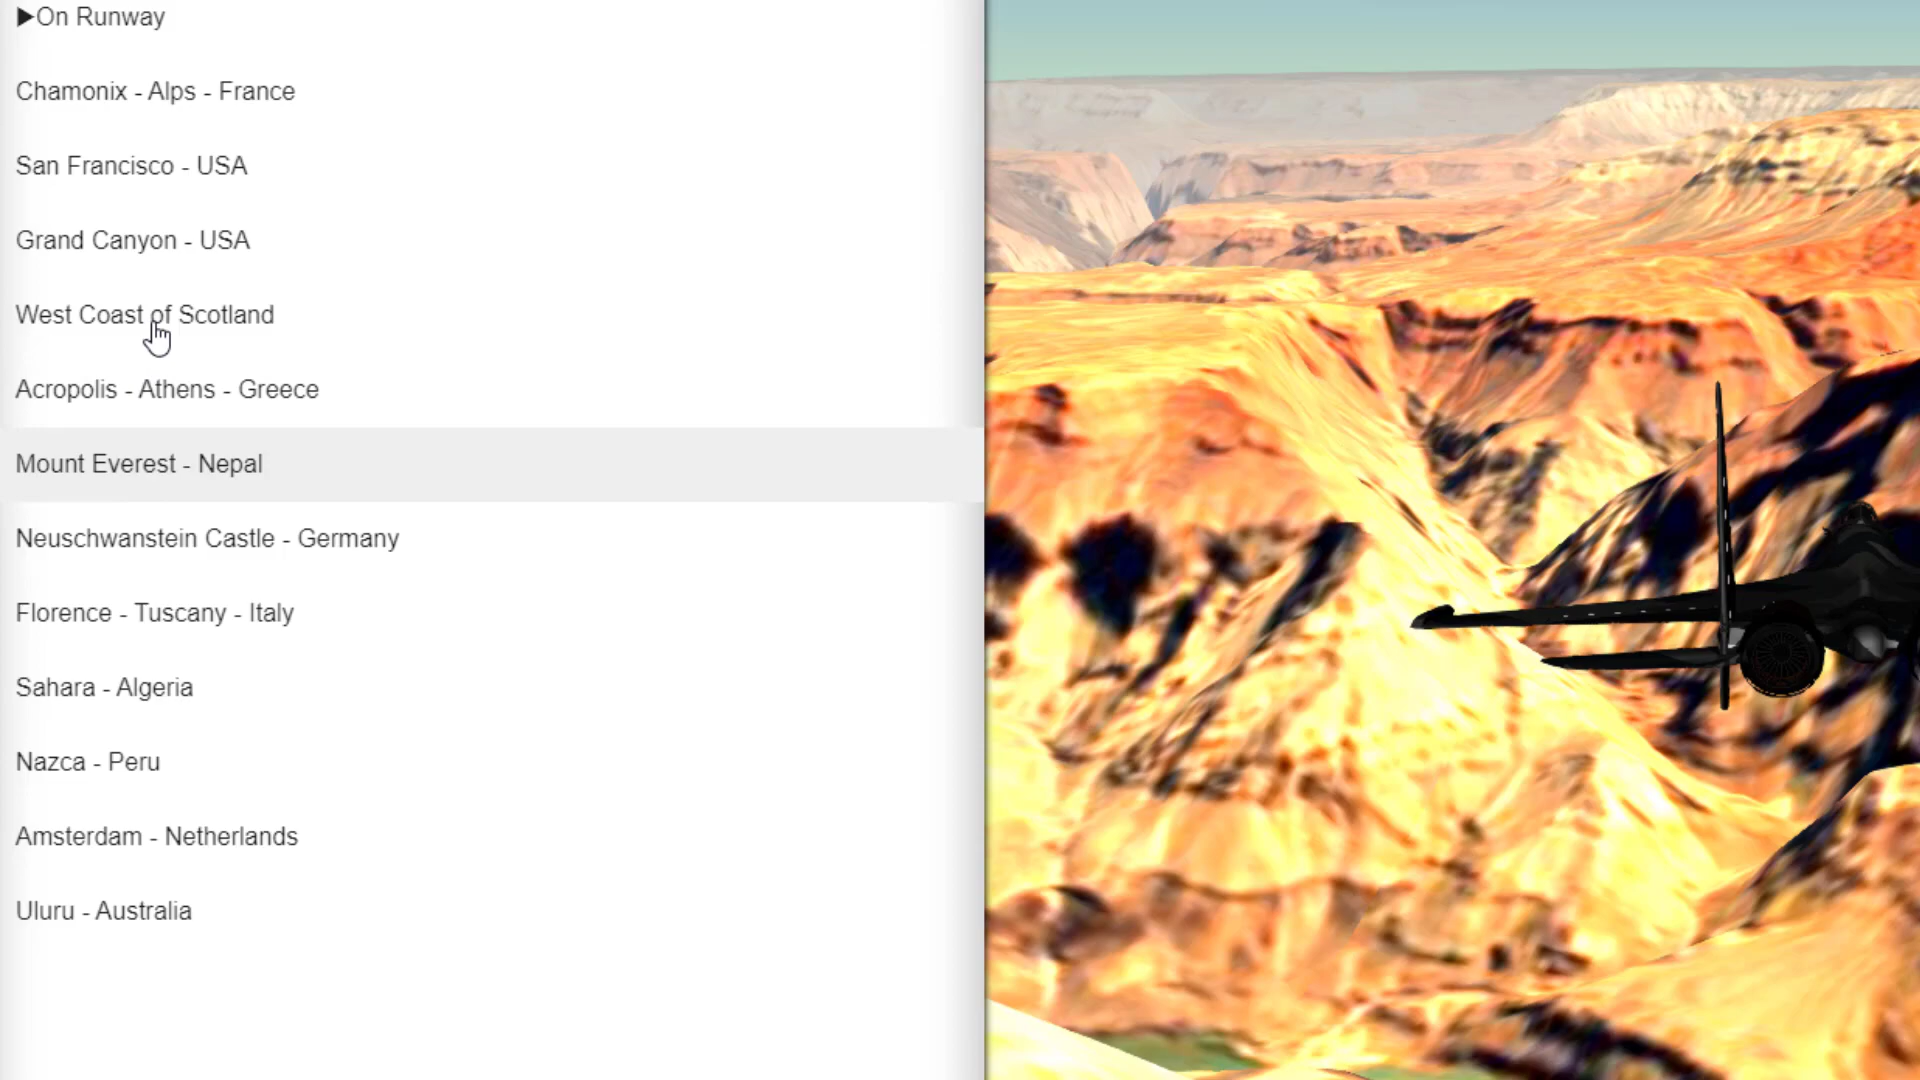 ▶On Runway
Chamonix - Alps - France
San Francisco - USA
Grand Canyon - USA
West Coast of Scotland
Acropolis - Athens - Greece
Mount Everest - Nepal
Neuschwanstein Castle - Germany
Florence - Tuscany - Italy
Sahara - Algeria
Nazca - Peru
Amsterdam - Netherlands
Uluru - Australia